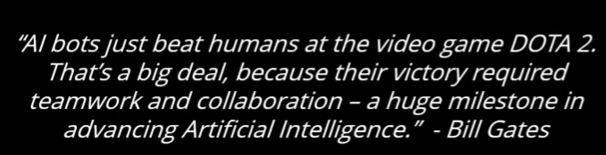 “AI bots just beat humans at the video game DOTA 2.
That’s a big deal, because their victory required
teamwork and collaboration – a huge milestone in
advancing Artificial Intelligence.” - Bill Gates